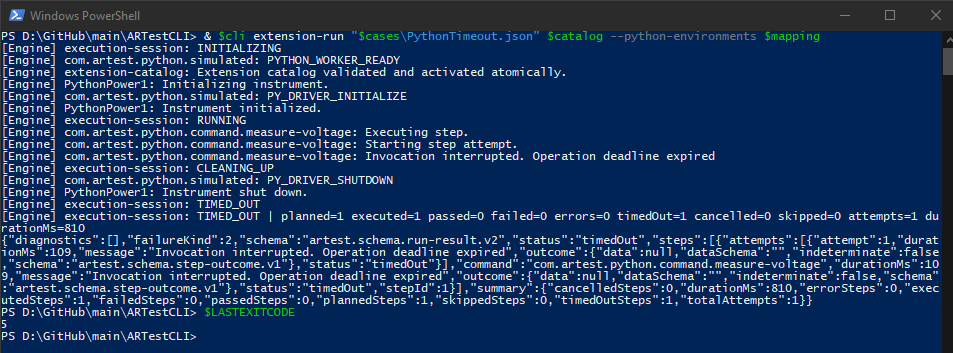 Windows PowerShell
PS D:\GitHub\main\ARTestCLI> & $cli extension-run "$cases\PythonTimeout.json" $catalog --python-environments $mapping
[Engine] execution-session: INITIALIZING
[Engine] com.artest.python.simulated: PYTHON_WORKER_READY
[Engine] extension-catalog: Extension catalog validated and activated atomically.
[Engine] PythonPower1: Initializing instrument.
[Engine] com.artest.python.simulated: PY_DRIVER_INITIALIZE
[Engine] PythonPower1: Instrument initialized.
[Engine] execution-session: RUNNING
[Engine] com.artest.python.command.measure-voltage: Executing step.
[Engine] com.artest.python.command.measure-voltage: Starting step attempt.
[Engine] com.artest.python.command.measure-voltage: Invocation interrupted. Operation deadline expired
[Engine] execution-session: CLEANING_UP
[Engine] com.artest.python.simulated: PY_DRIVER_SHUTDOWN
[Engine] PythonPower1: Instrument shut down.
[Engine] execution-session: TIMED_OUT
[Engine] execution-session: TIMED_OUT | planned=1 executed=1 passed=0 failed=0 errors=0 timedOut=1 cancelled=0 skipped=0 attempts=1 du
rationMs=810
{"diagnostics":[],"failureKind":2,"schema":"artest.schema.run-result.v2","status":"timedOut","steps":[{"attempts":[{"attempt":1,"durat
ionMs":109,"message":"Invocation interrupted. Operation deadline expired","outcome":{"data":null,"dataSchema":"","indeterminate":false
,"schema":"artest.schema.step-outcome.v1"},"status":"timedOut"}],"command":"com.artest.python.command.measure-voltage","durationMs":10
9,"message":"Invocation interrupted. Operation deadline expired","outcome":{"data":null,"dataSchema":"","indeterminate":false,"schema"
:"artest.schema.step-outcome.v1"},"status":"timedOut","stepId":1}],"summary":{"cancelledSteps":0,"durationMs":810,"errorSteps":0,"exec
utedSteps":1,"failedSteps":0,"passedSteps":0,"plannedSteps":1,"skippedSteps":0,"timedOutSteps":1,"totalAttempts":1}}
PS D:\GitHub\main\ARTestCLI> $LASTEXITCODE
5
PS D:\GitHub\main\ARTestCLI>